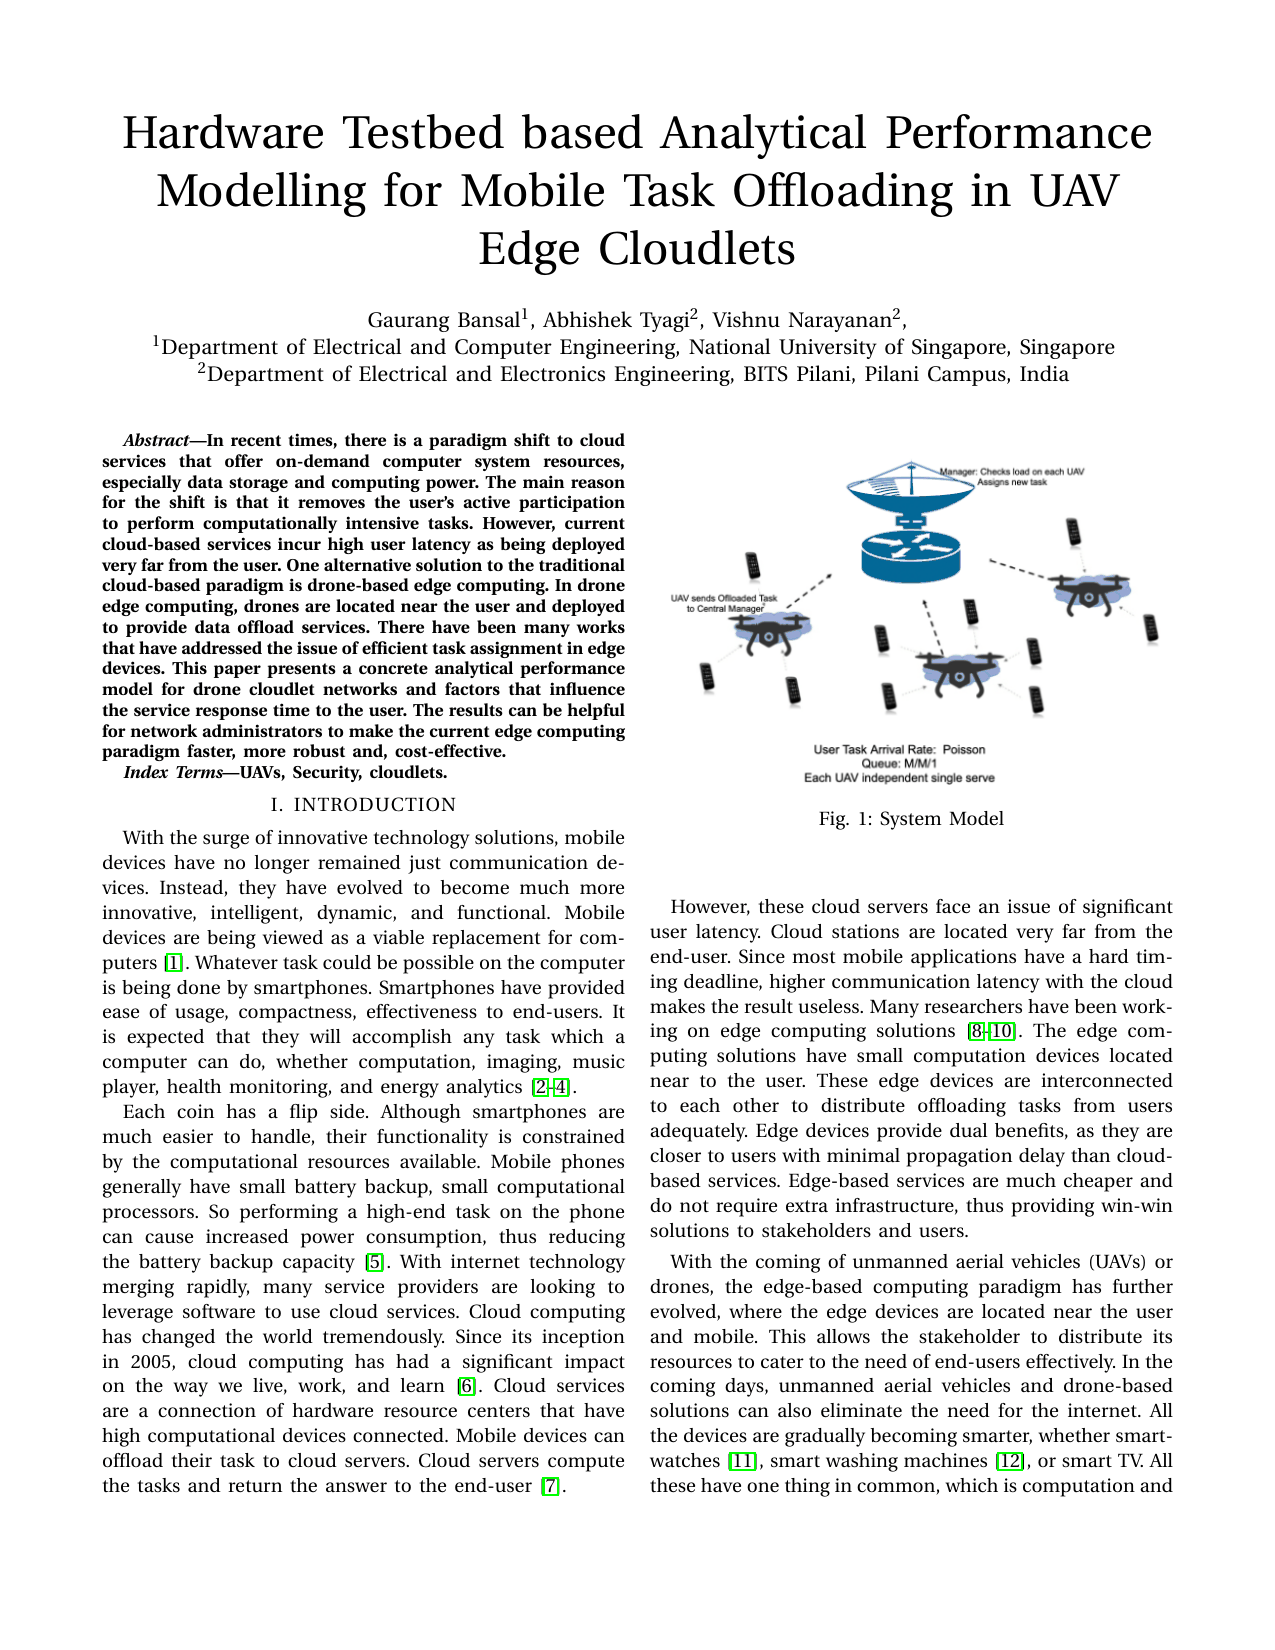 Hardware Testbed based Analytical Performance
Modelling for Mobile Task Offloading in UAV
Edge Cloudlets
Gaurang Bansal1, Abhishek Tyagi2, Vishnu Narayanan2,
1Department of Electrical and Computer Engineering, National University of Singapore, Singapore
2Department of Electrical and Electronics Engineering, BITS Pilani, Pilani Campus, India
Abstract—In recent times, there is a paradigm shift to cloud
services that offer on-demand computer system resources,
especially data storage and computing power. The main reason
for the shift is that it removes the user's active participation
to perform computationally intensive tasks. However, current
cloud-based services incur high user latency as being deployed
very far from the user. One alternative solution to the traditional
cloud-based paradigm is drone-based edge computing. In drone
edge computing, drones are located near the user and deployed
to provide data offload services. There have been many works
that have addressed the issue of efficient task assignment in edge
devices. This paper presents a concrete analytical performance
model for drone cloudlet networks and factors that influence
the service response time to the user. The results can be helpful
for network administrators to make the current edge computing
paradigm faster, more robust and, cost-effective.
Index Terms—UAVs, Security, cloudlets.
I. INTRODUCTION
With the surge of innovative technology solutions, mobile
devices have no longer remained just communication de-
vices. Instead, they have evolved to become much more
innovative, intelligent, dynamic, and functional. Mobile
devices are being viewed as a viable replacement for com-
puters [1]. Whatever task could be possible on the computer
is being done by smartphones. Smartphones have provided
ease of usage, compactness, effectiveness to end-users. It
is expected that they will accomplish any task which a
computer can do, whether computation, imaging, music
player, health monitoring, and energy analytics [2–4].
Each coin has a flip side. Although smartphones are
much easier to handle, their functionality is constrained
by the computational resources available. Mobile phones
generally have small battery backup, small computational
processors. So performing a high-end task on the phone
can cause increased power consumption, thus reducing
the battery backup capacity [5]. With internet technology
merging rapidly, many service providers are looking to
leverage software to use cloud services. Cloud computing
has changed the world tremendously. Since its inception
in 2005, cloud computing has had a significant impact
on the way we live, work, and learn [6]. Cloud services
are a connection of hardware resource centers that have
high computational devices connected. Mobile devices can
offload their task to cloud servers. Cloud servers compute
the tasks and return the answer to the end-user [7].
Manager: Checks load on each UAV
Assigns new task
UAV sends Ofloaded Task
to Central Manager
User Task Arrival Rate: Poisson
Queue: M/M/1
Each UAV independent single serve
Fig. 1: System Model
However, these cloud servers face an issue of significant
user latency. Cloud stations are located very far from the
end-user. Since most mobile applications have a hard tim-
ing deadline, higher communication latency with the cloud
makes the result useless. Many researchers have been work-
ing on edge computing solutions [8–10]. The edge com-
puting solutions have small computation devices located
near to the user. These edge devices are interconnected
to each other to distribute offloading tasks from users
adequately. Edge devices provide dual benefits, as they are
closer to users with minimal propagation delay than cloud-
based services. Edge-based services are much cheaper and
do not require extra infrastructure, thus providing win-win
solutions to stakeholders and users.
With the coming of unmanned aerial vehicles (UAVs) or
drones, the edge-based computing paradigm has further
evolved, where the edge devices are located near the user
and mobile. This allows the stakeholder to distribute its
resources to cater to the need of end-users effectively. In the
coming days, unmanned aerial vehicles and drone-based
solutions can also eliminate the need for the internet. All
the devices are gradually becoming smarter, whether smart-
watches [11], smart washing machines [12], or smart TV. All
these have one thing in common, which is computation and